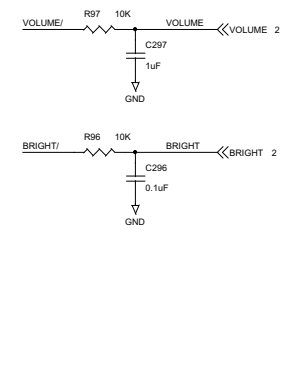 R97 10K
VOLUME/ VOLUME VOLUME 2
C297
1uF
GND
R96 10K
BRIGHT/ BRIGHT BRIGHT 2
C296
0.1uF
GND